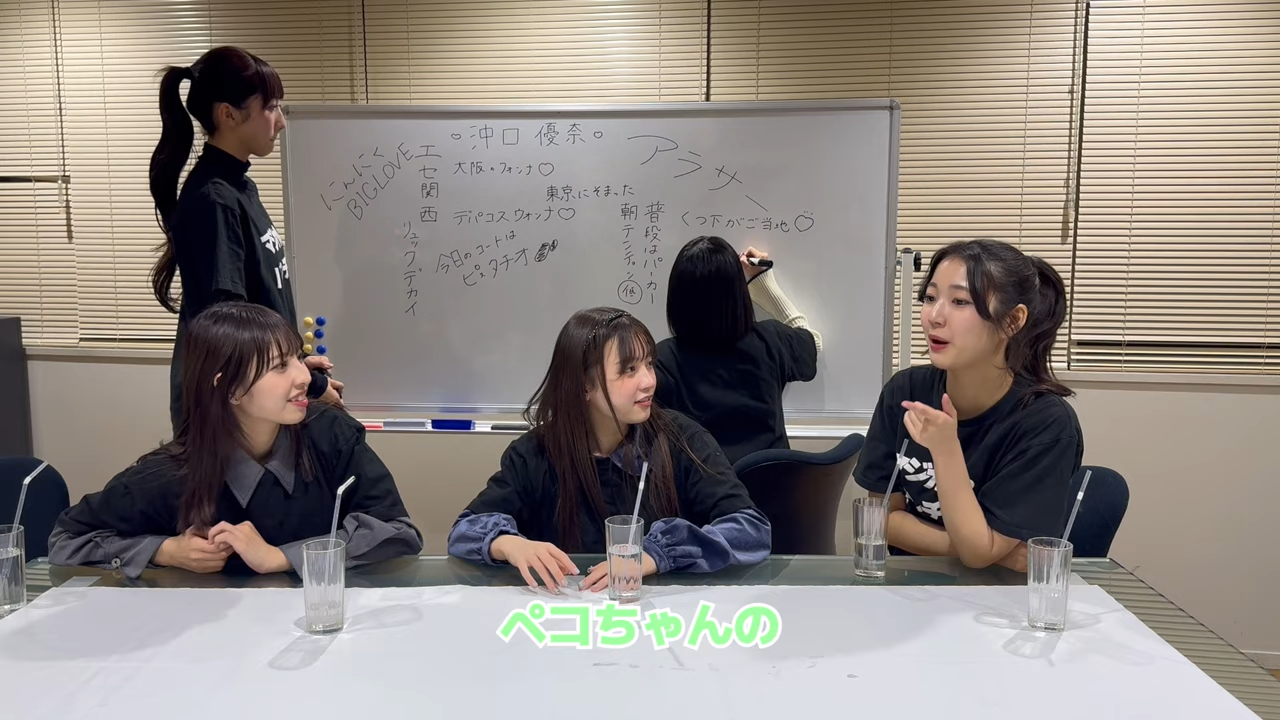 ♡沖口 優奈♡
にんにく
BIG LOVE
エセ関西
大阪のフォンナ♡
東京にそまった
デパコスウォンナ♡
リュックデカイ
今日のコートは
ピスタチオ
アラサー
普段はパーカー
朝テンディン低
くつ下がご当地♡
ペコちゃんの